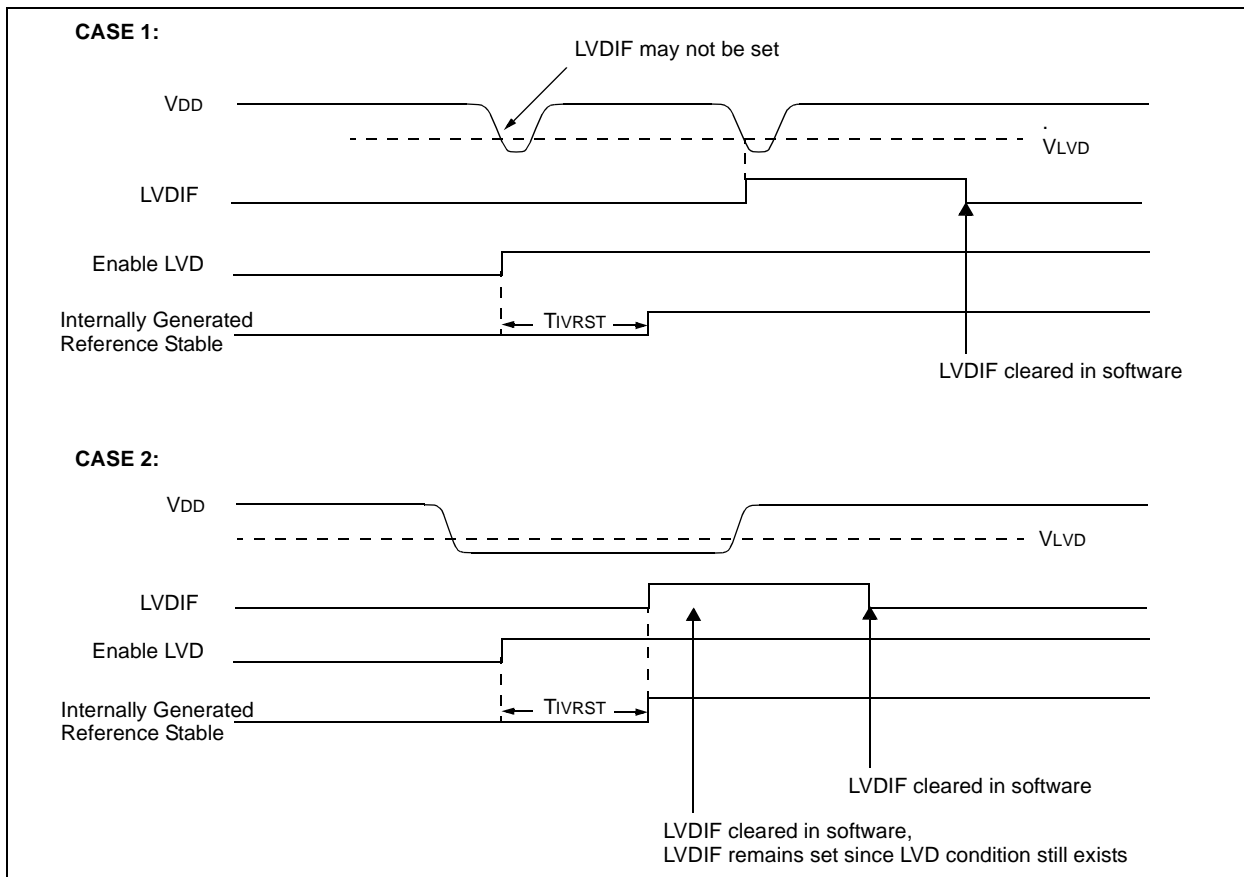 CASE 1:
LVDIF may not be set
VDD
.
VLVD
LVDIF
Enable LVD
TIVRST
Internally Generated
Reference Stable
LVDIF cleared in software
CASE 2:
VDD
VLVD
LVDIF
Enable LVD
TIVRST
Internally Generated
Reference Stable
LVDIF cleared in software
LVDIF cleared in software,
LVDIF remains set since LVD condition still exists